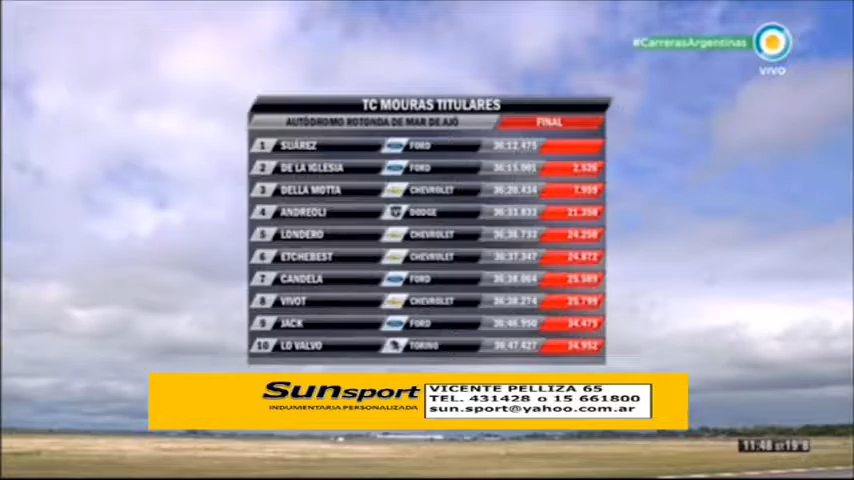 #CarrerasArgentinas
VIVO
TC MOURAS TITULARES
AUTÓDROMO ROTONDA DE MAR DE AJÓ FINAL
1 SUÁREZ FORD 36:12.475
2 DE LA IGLESIA FORD 36:15.001 2.526
3 DELLA MOTTA CHEVROLET 36:20.434 7.959
4 ANDREOLI DODGE 36:33.833 21.358
5 LONDERO CHEVROLET 36:36.733 24.258
6 ETCHEBEST CHEVROLET 36:37.347 24.872
7 CANDELA FORD 36:38.064 25.589
8 VIVOT CHEVROLET 36:38.274 25.799
9 JACK FORD 36:46.950 34.475
10 LO VALVO TORINO 36:47.427 34.952
Sunsport
INDUMENTARIA PERSONALIZADA
VICENTE PELLIZA 65
TEL. 431428 o 15 661800
sun.sport@yahoo.com.ar
11:48 ST:19°8